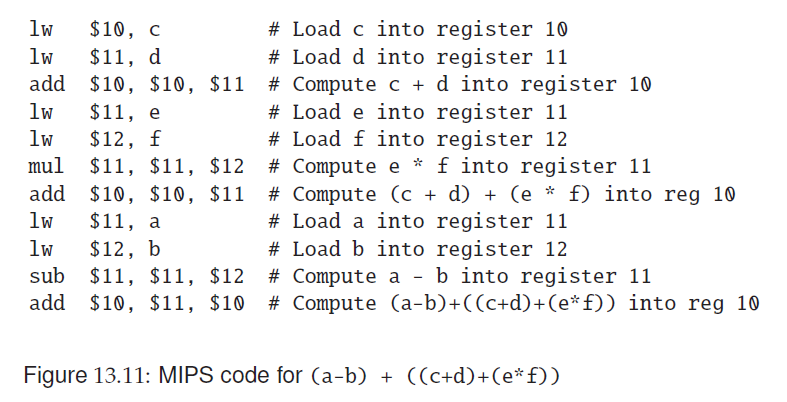 lw $10, c # Load c into register 10
lw $11, d # Load d into register 11
add $10, $10, $11 # Compute c + d into register 10
lw $11, e # Load e into register 11
lw $12, f # Load f into register 12
mul $11, $11, $12 # Compute e * f into register 11
add $10, $10, $11 # Compute (c + d) + (e * f) into reg 10
lw $11, a # Load a into register 11
lw $12, b # Load b into register 12
sub $11, $11, $12 # Compute a - b into register 11
add $10, $11, $10 # Compute (a-b)+((c+d)+(e*f)) into reg 10
Figure 13.11: MIPS code for (a-b) + ((c+d)+(e*f))